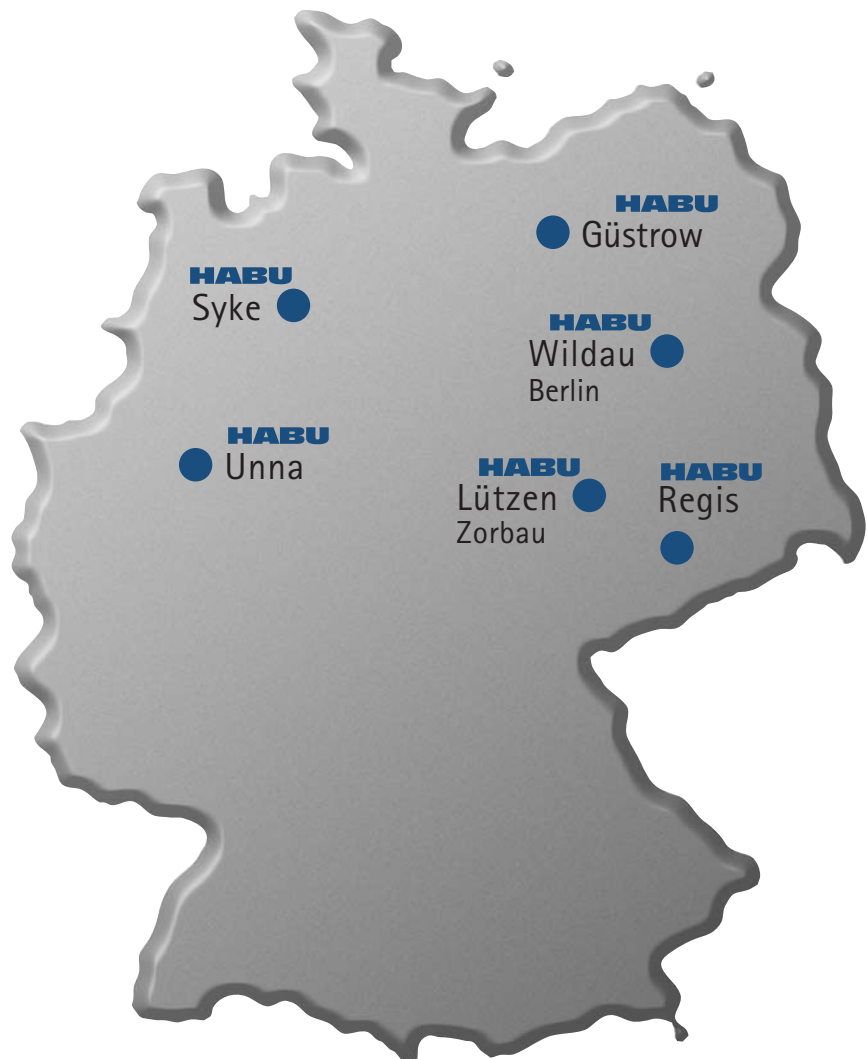 HABU
Güstrow
HABU
Syke
HABU
Wildau
Berlin
HABU
Unna
HABU
Lützen
Zorbau
HABU
Regis